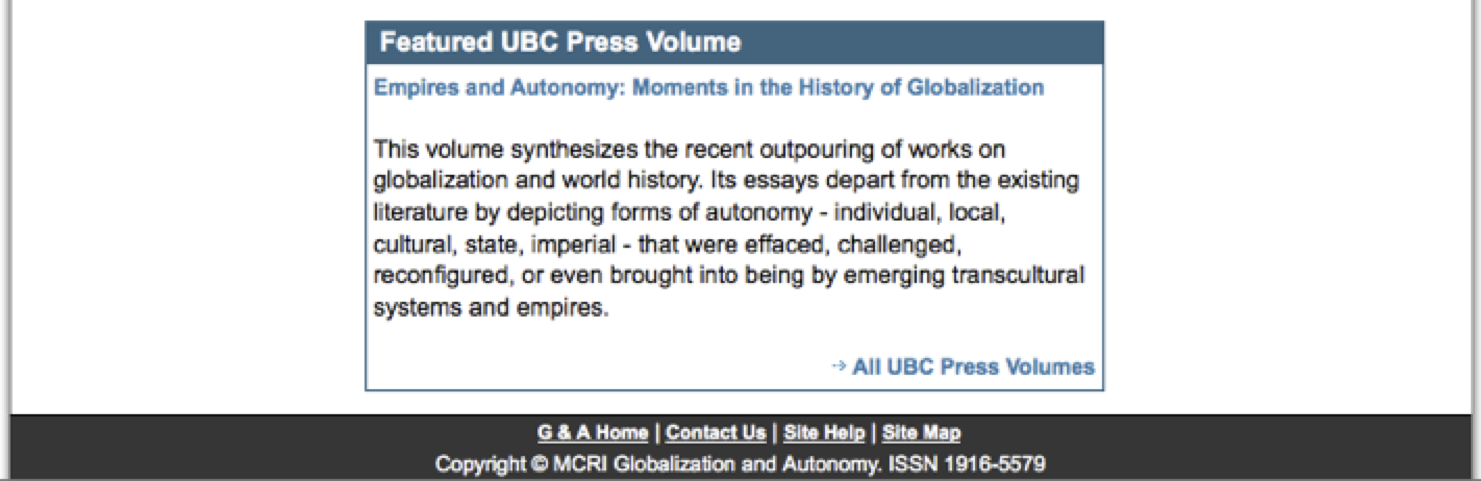 Featured UBC Press Volume
Empires and Autonomy: Moments in the History of Globalization
This volume synthesizes the recent outpouring of works on
globalization and world history. Its essays depart from the existing
literature by depicting forms of autonomy - individual, local,
cultural, state, imperial - that were effaced, challenged,
reconfigured, or even brought into being by emerging transcultural
systems and empires.
→ All UBC Press Volumes
G & A Home | Contact Us | Site Help | Site Map
Copyright © MCRI Globalization and Autonomy. ISSN 1916-5579